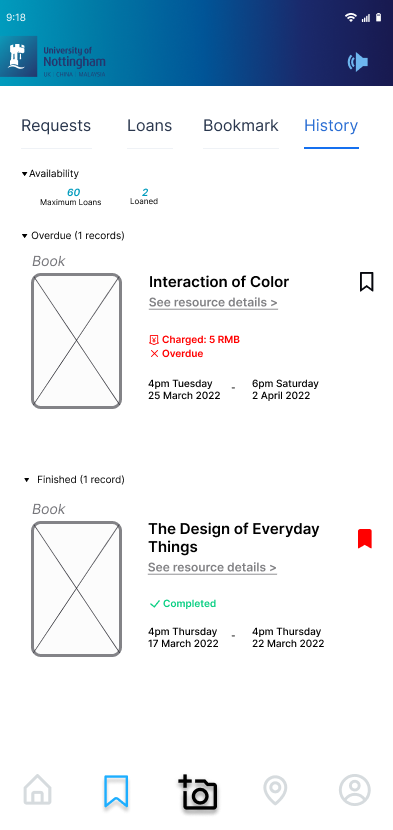 9:18
University of
Nottingham
UK · CHINA · MALAYSIA
Requests
Loans
Bookmark
History
Availability
60
Maximum Loans
2
Loaned
Overdue (1 records)
Book
Interaction of Color
See resource details >
Charged: 5 RMB
Overdue
4pm Tuesday
25 March 2022
-
6pm Saturday
2 April 2022
Finished (1 record)
Book
The Design of Everyday
Things
See resource details >
Completed
4pm Thursday
17 March 2022
-
4pm Thursday
22 March 2022